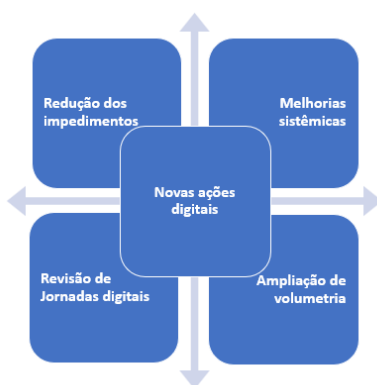 Redução dos
impedimentos
Melhorias
sistêmicas
Novas ações
digitais
Revisão de
Jornadas digitais
Ampliação de
volumetria